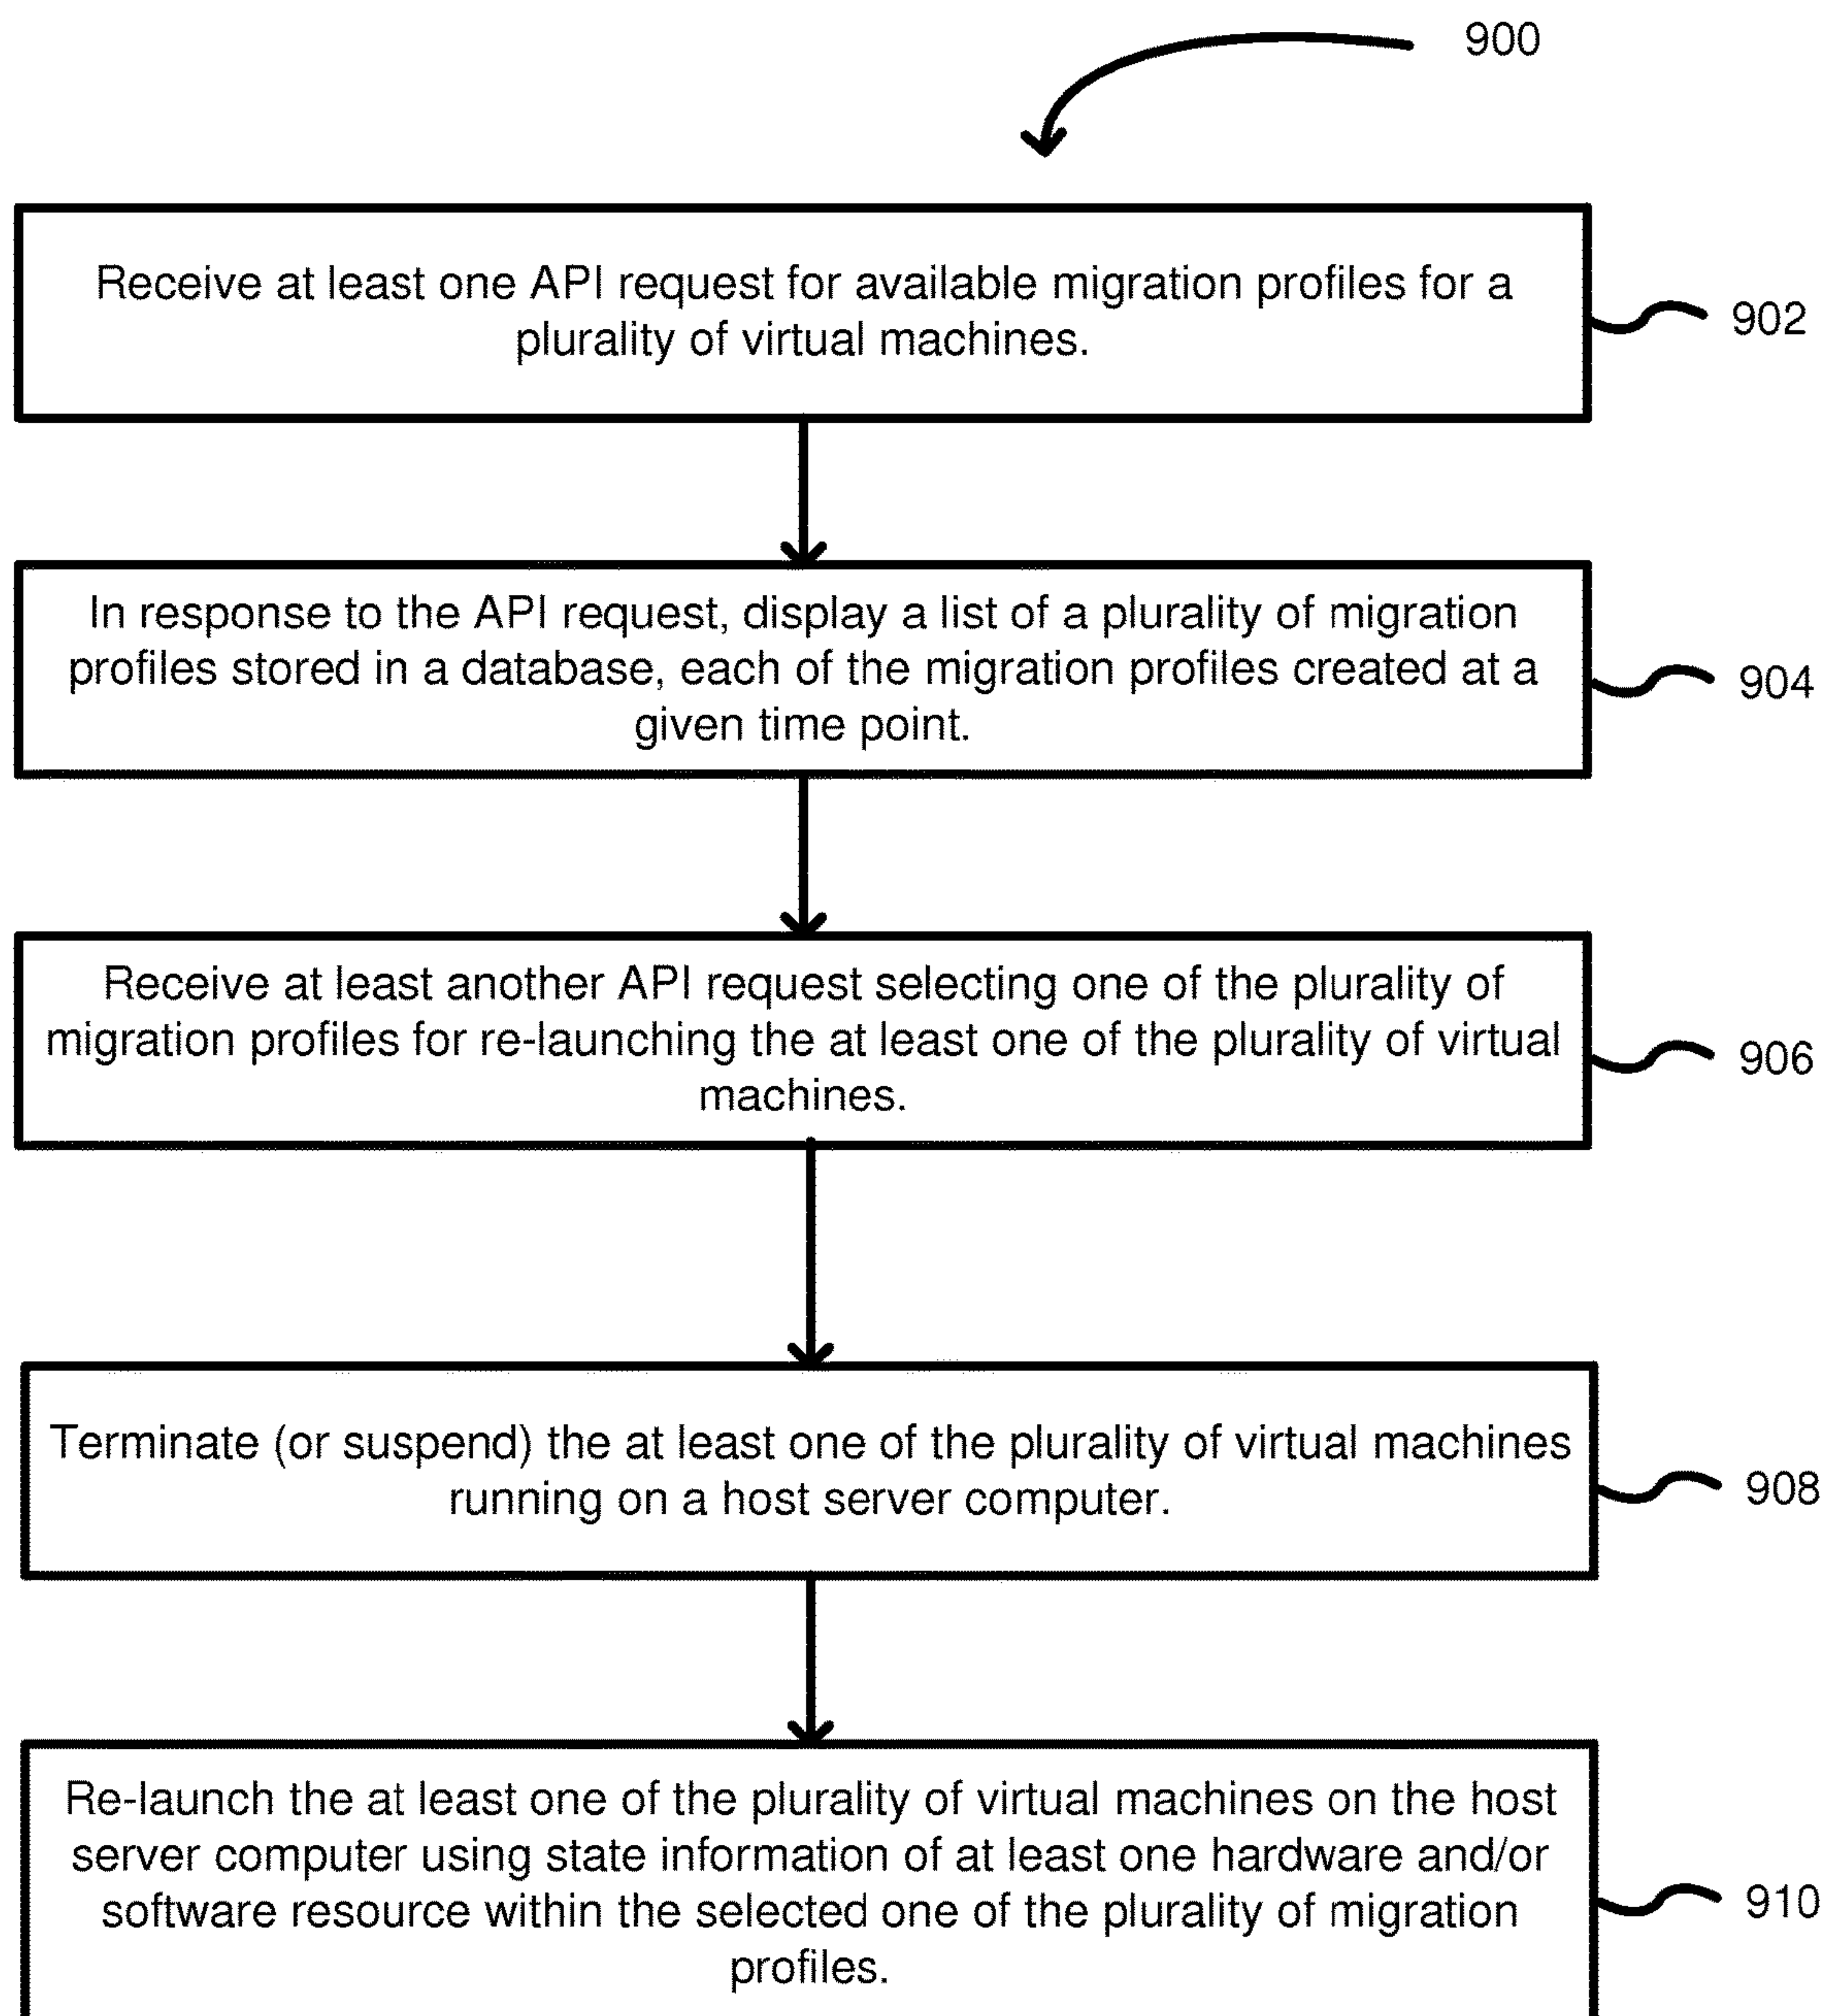 900
Receive at least one API request for available migration profiles for a
plurality of virtual machines.
902
In response to the API request, display a list of a plurality of migration
profiles stored in a database, each of the migration profiles created at a
given time point.
904
Receive at least another API request selecting one of the plurality of
migration profiles for re-launching the at least one of the plurality of virtual
machines.
906
Terminate (or suspend) the at least one of the plurality of virtual machines
running on a host server computer.
908
Re-launch the at least one of the plurality of virtual machines on the host
server computer using state information of at least one hardware and/or
software resource within the selected one of the plurality of migration
profiles.
910